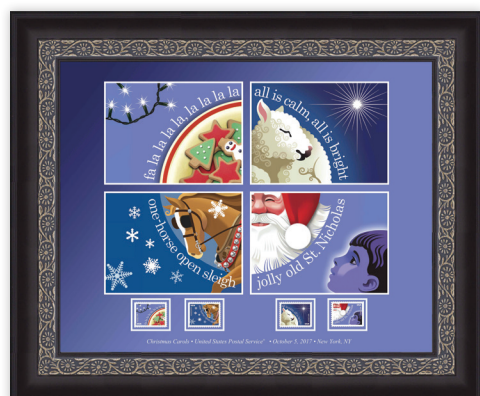 fa la la la la, la la la la
all is calm, all is bright
one-horse open sleigh
jolly old St. Nicholas
Christmas Carols • United States Postal Service® • October 5, 2017 • New York, NY